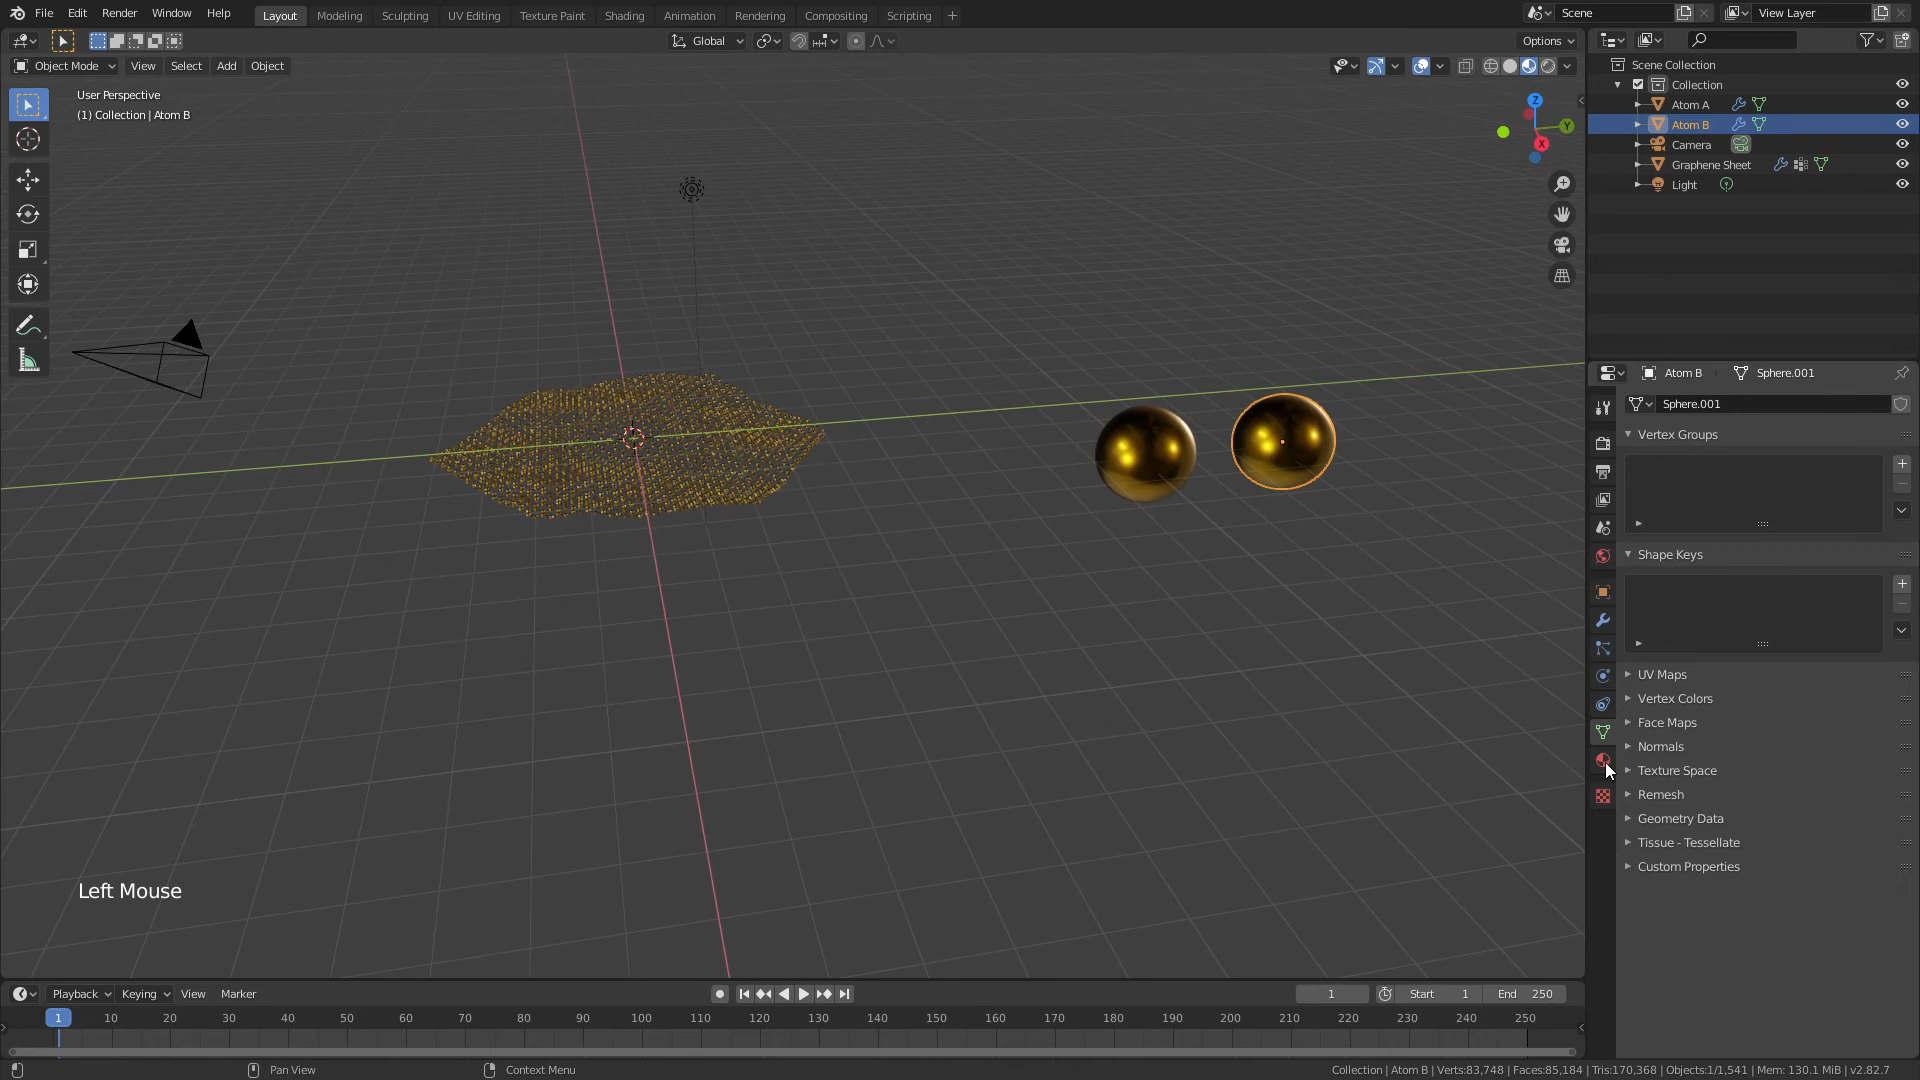 File Edit Render Window Help Layout Modeling Sculpting UV Editing Texture Paint Shading Animation Rendering Compositing Scripting Scene View Layer
Global Options
Object Mode View Select Add Object
Scene Collection
Collection
Atom A
Atom B
Camera
Graphene Sheet
Light
User Perspective
(1) Collection | Atom B
Z
Y
X
Atom B Sphere.001
Sphere.001
Vertex Groups
Shape Keys
UV Maps
Vertex Colors
Face Maps
Normals
Texture Space
Remesh
Geometry Data
Tissue - Tessellate
Custom Properties
Left Mouse
Playback Keying View Marker 1 Start 1 End 250
1 10 20 30 40 50 60 70 80 90 100 110 120 130 140 150 160 170 180 190 200 210 220 230 240 250
Pan View Context Menu Collection | Atom B | Verts:83,748 | Faces:85,184 | Tris:170,368 | Objects:1/1,541 | Mem: 130.1 MiB | v2.82.7